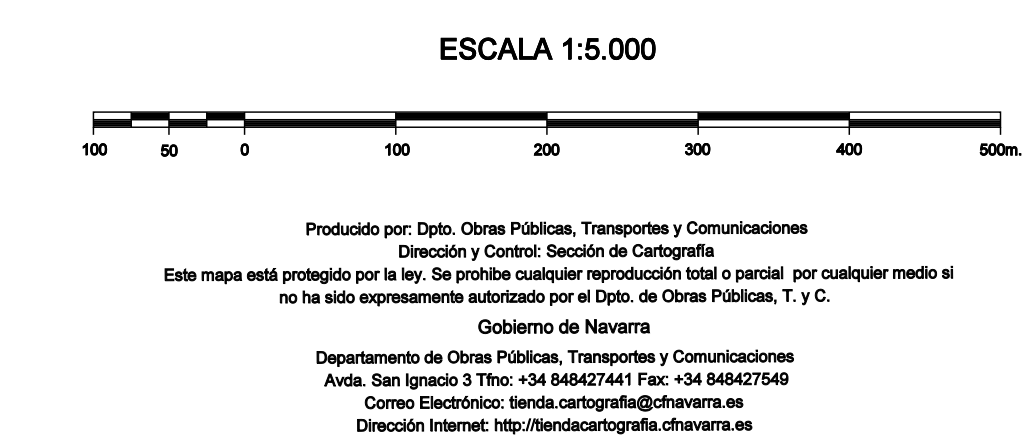 ESCALA 1:5.000
100 50 0 100 200 300 400 500m.
Producido por: Dpto. Obras Públicas, Transportes y Comunicaciones
Dirección y Control: Sección de Cartografía
Este mapa está protegido por la ley. Se prohibe cualquier reproducción total o parcial por cualquier medio si
no ha sido expresamente autorizado por el Dpto. de Obras Públicas, T. y C.
Gobierno de Navarra
Departamento de Obras Públicas, Transportes y Comunicaciones
Avda. San Ignacio 3 Tfno: +34 848427441 Fax: +34 848427549
Correo Electrónico: tienda.cartografia@cfnavarra.es
Dirección Internet: http://tiendacartografia.cfnavarra.es